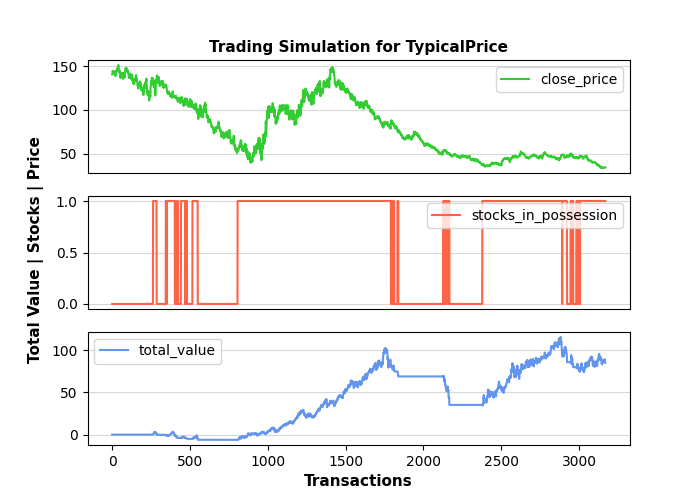 Trading Simulation for TypicalPrice
150
100
50
close_price
1.0
0.5
0.0
stocks_in_possession
100
50
0
total_value
0 500 1000 1500 2000 2500 3000
Transactions
Total Value | Stocks | Price